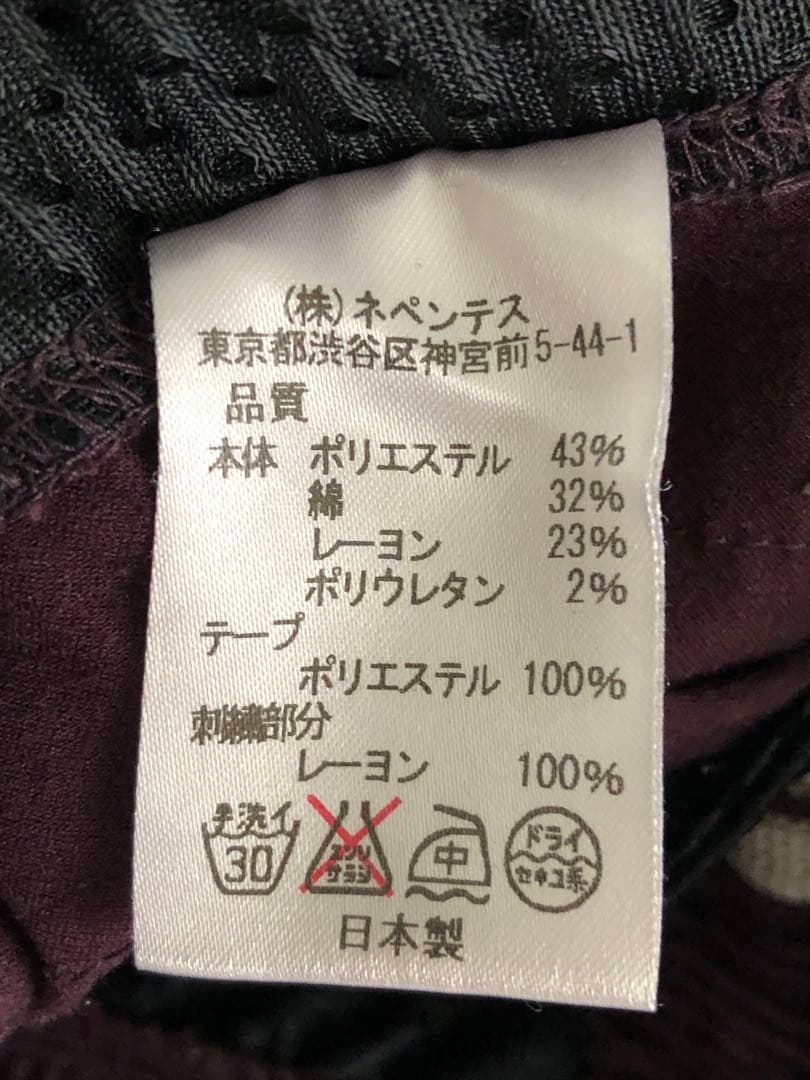 (株)ネペンテス
東京都渋谷区神宮前5-44-1
品質
本体 ポリエステル 43%
綿 32%
レーヨン 23%
ポリウレタン 2%
テープ
ポリエステル 100%
刺繍部分
レーヨン 100%
手洗イ 30
エンソサラシ
中
ドライ
セキユ系
日本製